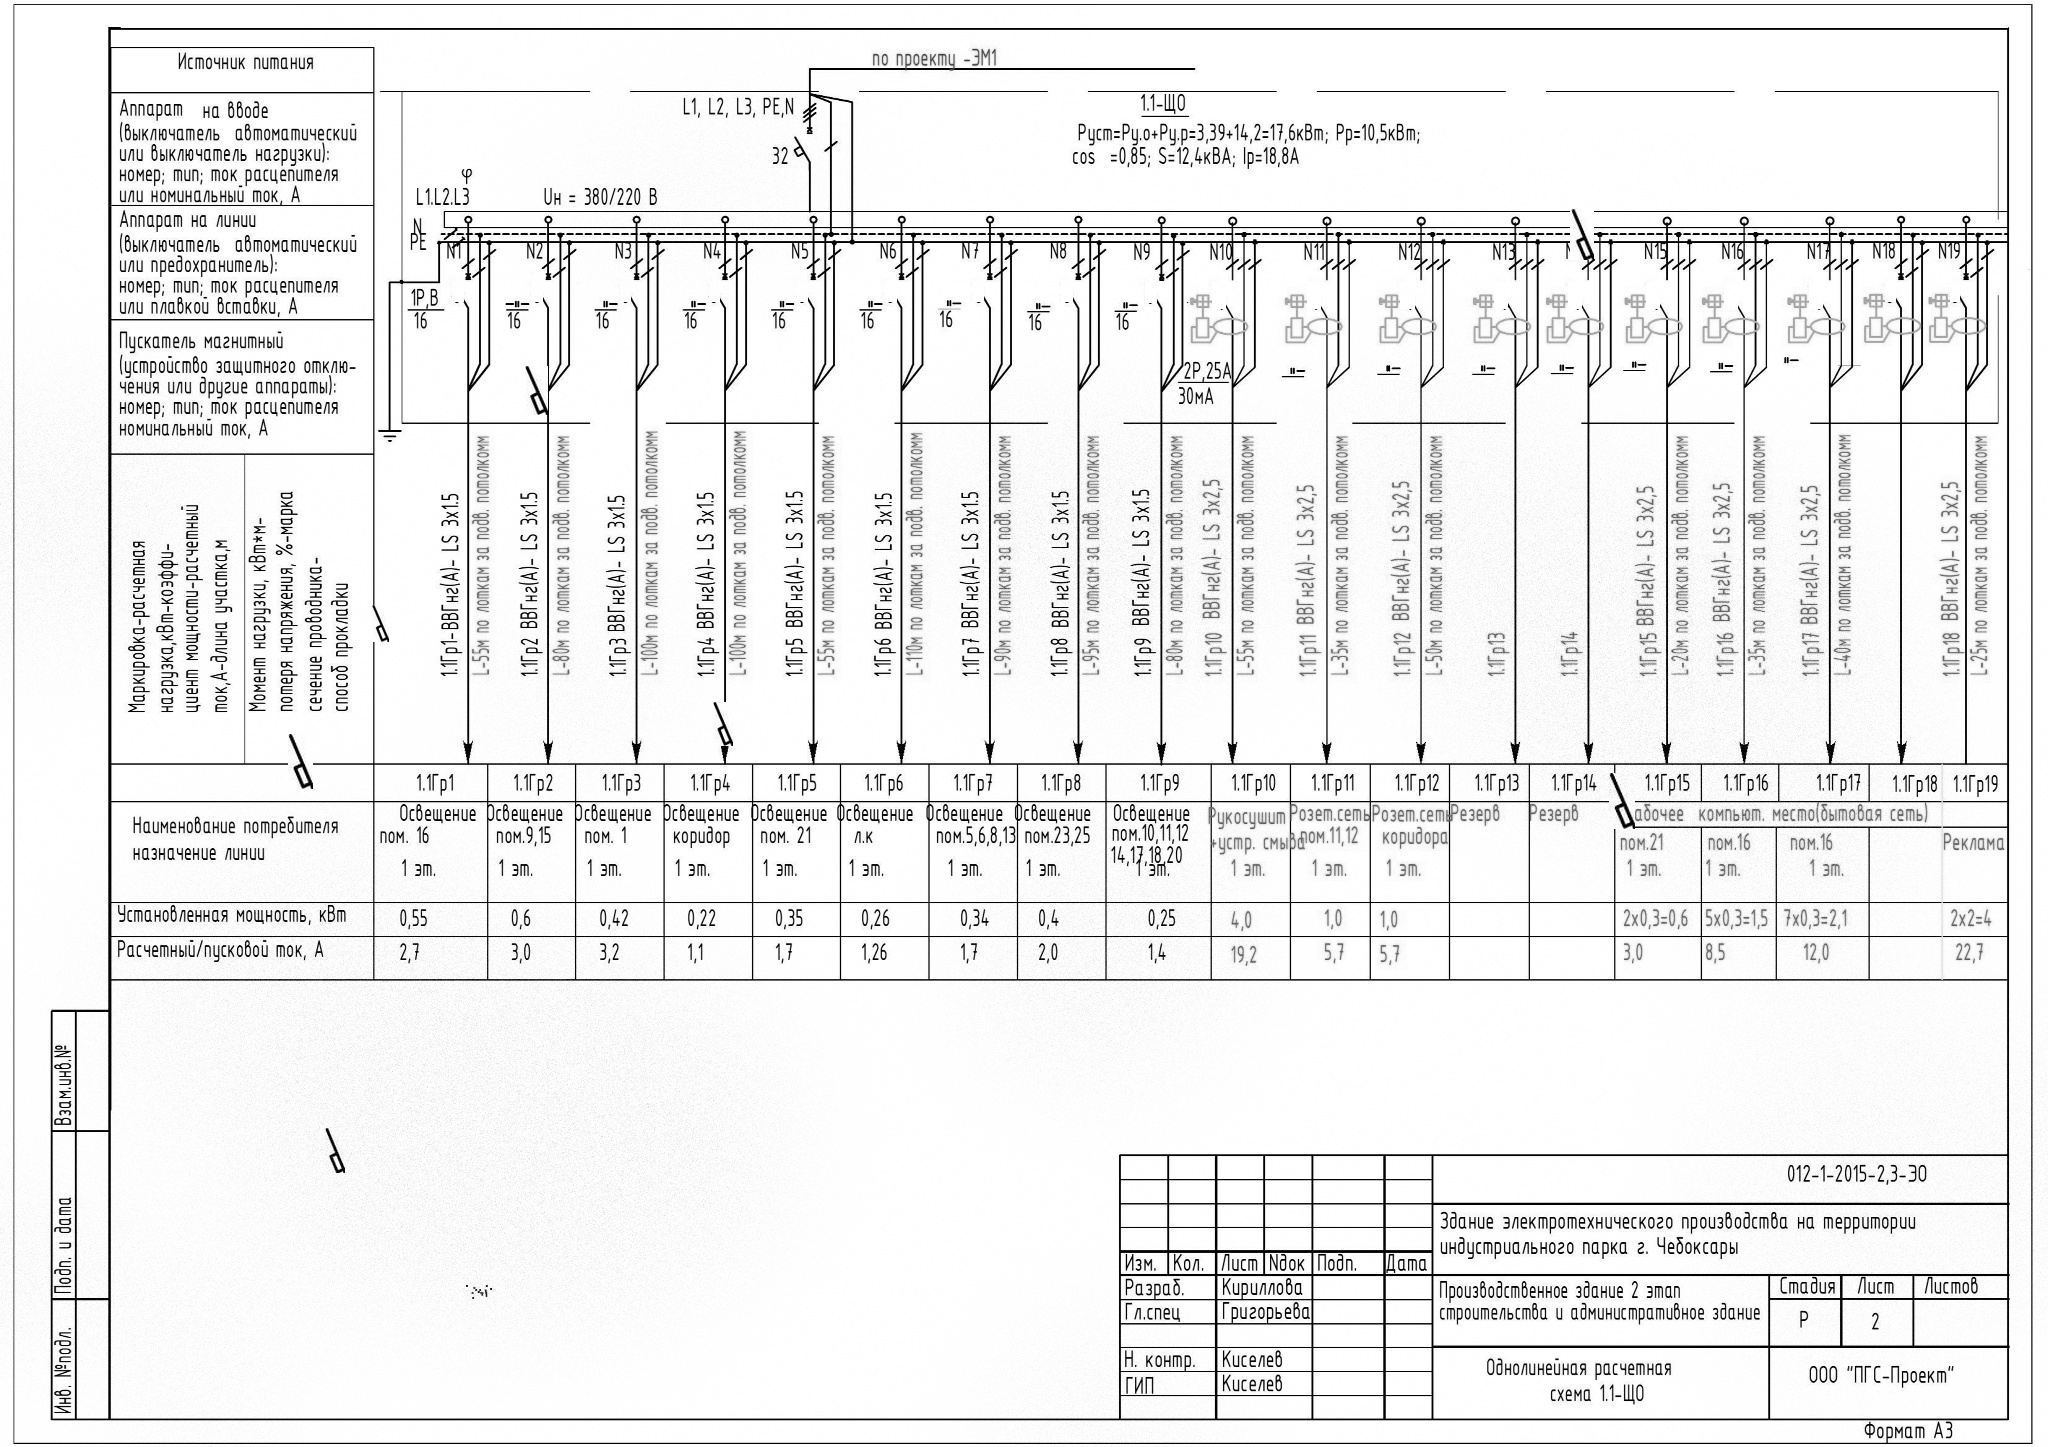 по проекту -ЭМ1
Источник питания
Аппарат на вводе
(выключатель автоматический
или выключатель нагрузки):
номер; тип; ток расцепителя
или номинальный ток, А
L1, L2, L3, PE,N
32
1.1-ЩО
Pуст=Pу.о+Pу.р=3,39+14,2=17,6кВт; Pр=10,5кВт;
cos =0,85; S=12,4кВА; Iр=18,8А
φ
L1.L2.L3
Uн = 380/220 В
N
PE
Аппарат на линии
(выключатель автоматический
или предохранитель):
номер; тип; ток расцепителя
или плавкой вставки, А
N1 N2 N3 N4 N5 N6 N7 N8 N9 N10 N11 N12 N13 N15 N16 N17 N18 N19
1Р,В
16
-"- 16
-"- 16
-"- 16
-"- 16
-"- 16
-"- 16
-"- 16
-"- 16
Пускатель магнитный
(устройство защитного отклю-
чения или другие аппараты):
номер; тип; ток расцепителя
номинальный ток, А
2Р,25А
30мА
-"- -"- -"- -"- -"- -"- -"-
Маркировка-расчетная
нагрузка,кВт-коэффи-
циент мощности-расчетный
ток,А-длина участка,м
Момент нагрузки, кВт*м-
потеря напряжения, %-марка
сечение проводника-
способ прокладки
1.1Гр1-ВВГнг(А)- LS 3х1.5
L-55м по лоткам за подв. потолкомм
1.1Гр2 ВВГнг(А)- LS 3х1.5
L-80м по лоткам за подв. потолкомм
1.1Гр3 ВВГнг(А)- LS 3х1.5
L-100м по лоткам за подв. потолкомм
1.1Гр4 ВВГнг(А)- LS 3х1.5
L-100м по лоткам за подв. потолкомм
1.1Гр5 ВВГнг(А)- LS 3х1.5
L-55м по лоткам за подв. потолкомм
1.1Гр6 ВВГнг(А)- LS 3х1.5
L-110м по лоткам за подв. потолкомм
1.1Гр7 ВВГнг(А)- LS 3х1.5
L-90м по лоткам за подв. потолкомм
1.1Гр8 ВВГнг(А)- LS 3х1.5
L-95м по лоткам за подв. потолкомм
1.1Гр9 ВВГнг(А)- LS 3х1.5
L-80м по лоткам за подв. потолкомм
1.1Гр10 ВВГнг(А)- LS 3х2,5
L-55м по лоткам за подв. потолкомм
1.1Гр11 ВВГнг(А)- LS 3х2,5
L-35м по лоткам за подв. потолкомм
1.1Гр12 ВВГнг(А)- LS 3х2,5
L-50м по лоткам за подв. потолкомм
1.1Гр13
1.1Гр14
1.1Гр15 ВВГнг(А)- LS 3х2,5
L-20м по лоткам за подв. потолкомм
1.1Гр16 ВВГнг(А)- LS 3х2,5
L-35м по лоткам за подв. потолкомм
1.1Гр17 ВВГнг(А)- LS 3х2,5
L-40м по лоткам за подв. потолкомм
1.1Гр18 ВВГнг(А)- LS 3х2,5
L-25м по лоткам за подв. потолкомм
1.1Гр1 1.1Гр2 1.1Гр3 1.1Гр4 1.1Гр5 1.1Гр6 1.1Гр7 1.1Гр8 1.1Гр9 1.1Гр10 1.1Гр11 1.1Гр12 1.1Гр13 1.1Гр14 1.1Гр15 1.1Гр16 1.1Гр17 1.1Гр18 1.1Гр19
Наименование потребителя
назначение линии
Освещение
пом. 16
1 эт.
Освещение
пом.9,15
1 эт.
Освещение
пом. 1
1 эт.
Освещение
коридор
1 эт.
Освещение
пом. 21
1 эт.
Освещение
л.к
1 эт.
Освещение
пом.5,6,8,13
1 эт.
Освещение
пом.23,25
1 эт.
Освещение
пом.10,11,12
14,17,18,20
1 эт.
Рукосушит
+устр. смыва
1 эт.
Розет.сеть
пом.11,12
1 эт.
Розет.сеть
коридора
1 эт.
Резерв
Резерв
абочее компьют. место(бытовая сеть)
пом.21
1 эт.
пом.16
1 эт.
пом.16
1 эт.
Реклама
Установленная мощность, кВт 0,55 0,6 0,42 0,22 0,35 0,26 0,34 0,4 0,25 4,0 1,0 1,0 2х0,3=0,6 5х0,3=1,5 7х0,3=2,1 2х2=4
Расчетный/пусковой ток, А 2,7 3,0 3,2 1,1 1,7 1,26 1,7 2,0 1,4 19,2 5,7 5,7 3,0 8,5 12,0 22,7
Взам.инв.№
Подп. и дата
Инв. №подл.
012-1-2015-2,3-ЭО
Здание электротехнического производства на территории
индустриального парка г. Чебоксары
Изм. Кол. Лист Nдок Подп. Дата
Разраб. Кириллова
Гл.спец Григорьева
Н. контр. Киселев
ГИП Киселев
Производственное здание 2 этап
строительства и административное здание
Стадия Лист Листов
Р 2
Однолинейная расчетная
схема 1.1-ЩО
ООО "ПГС-Проект"
Формат А3